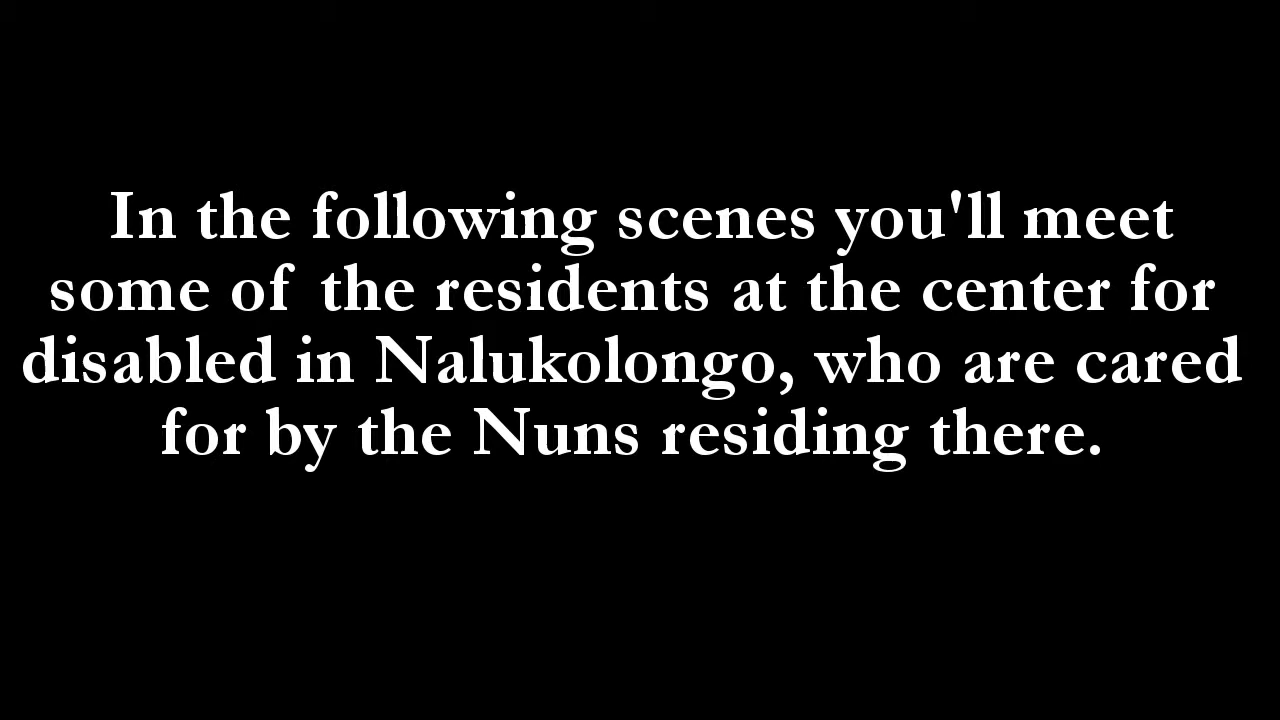 In the following scenes you'll meet
some of the residents at the center for
disabled in Nalukolongo, who are cared
for by the Nuns residing there.